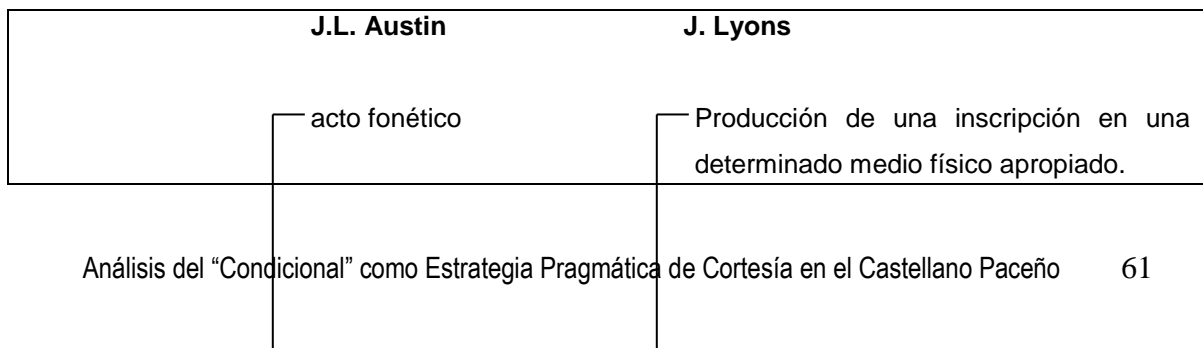 J.L. Austin J. Lyons
acto fonético Producción de una inscripción en una
determinado medio físico apropiado.
Análisis del “Condicional” como Estrategia Pragmática de Cortesía en el Castellano Paceño 61